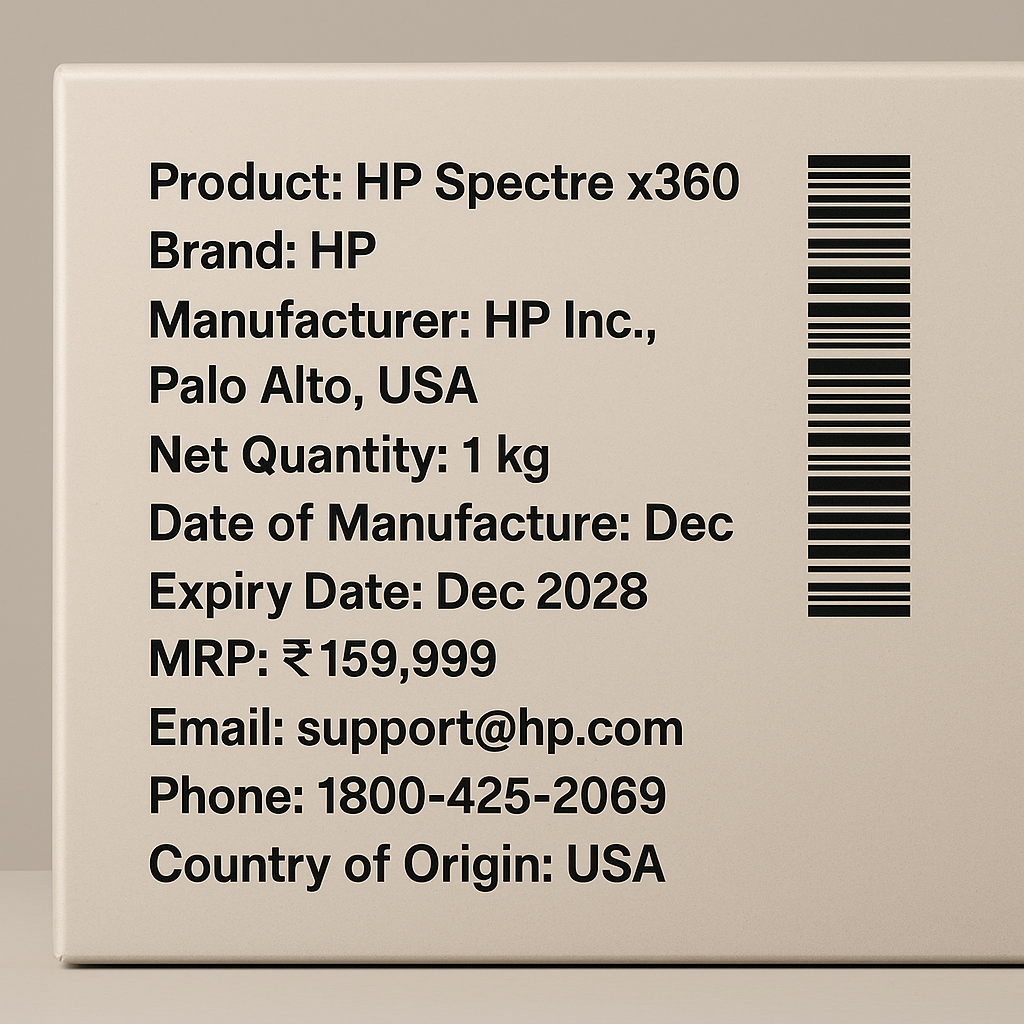 Product: HP Spectre x360
Brand: HP
Manufacturer: HP Inc.,
Palo Alto, USA
Net Quantity: 1 kg
Date of Manufacture: Dec
Expiry Date: Dec 2028
MRP: ₹159,999
Email: support@hp.com
Phone: 1800-425-2069
Country of Origin: USA